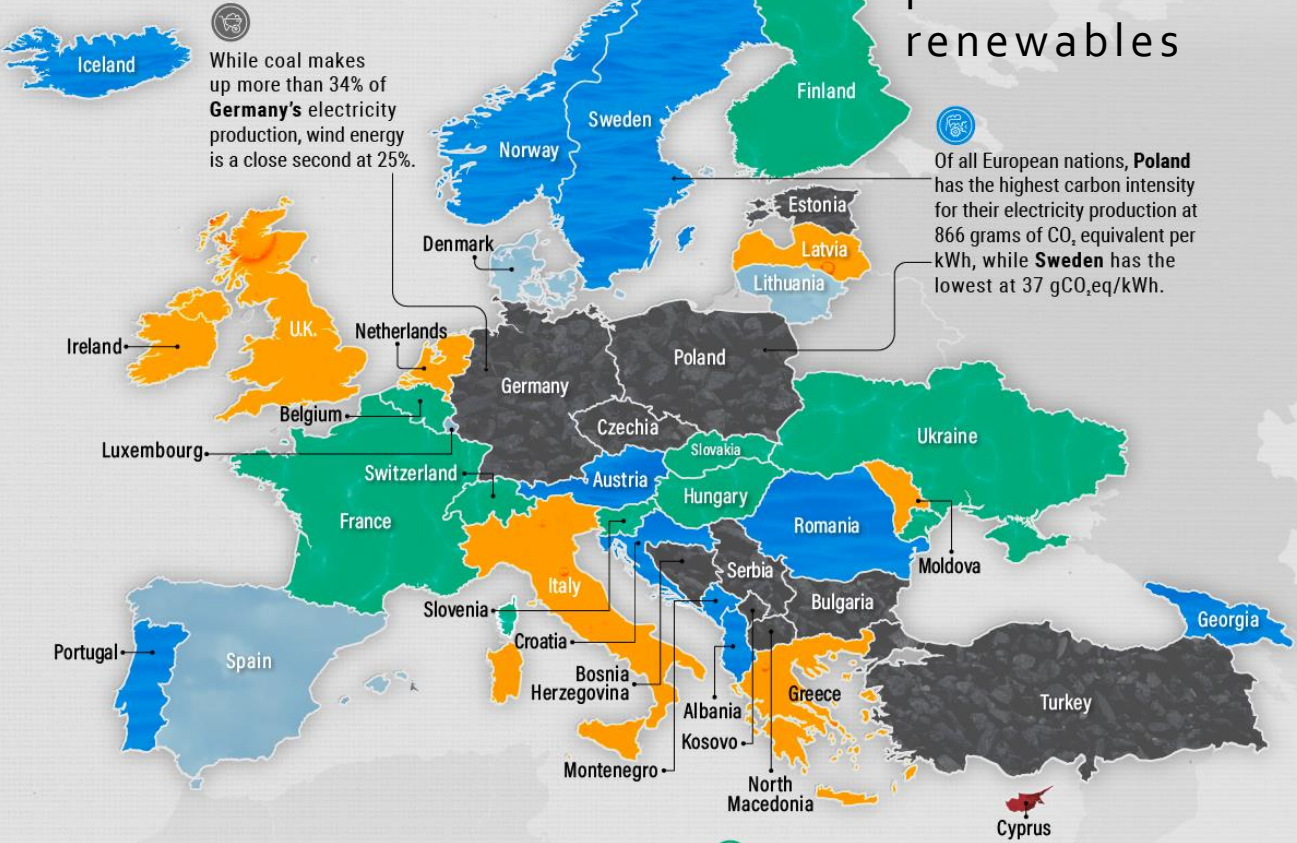 renewables
While coal makes
up more than 34% of
Germany's electricity
production, wind energy
is a close second at 25%.
Of all European nations, Poland
has the highest carbon intensity
for their electricity production at
866 grams of CO₂ equivalent per
kWh, while Sweden has the
lowest at 37 gCO₂eq/kWh.
Iceland
Finland
Sweden
Norway
Estonia
Denmark
Latvia
Lithuania
U.K.
Netherlands
Ireland
Poland
Germany
Belgium
Czechia
Ukraine
Luxembourg
Slovakia
Switzerland
Austria
Hungary
France
Romania
Moldova
Serbia
Italy
Bulgaria
Slovenia
Georgia
Croatia
Portugal
Spain
Bosnia
Herzegovina
Greece
Turkey
Albania
Kosovo
Montenegro
North
Macedonia
Cyprus